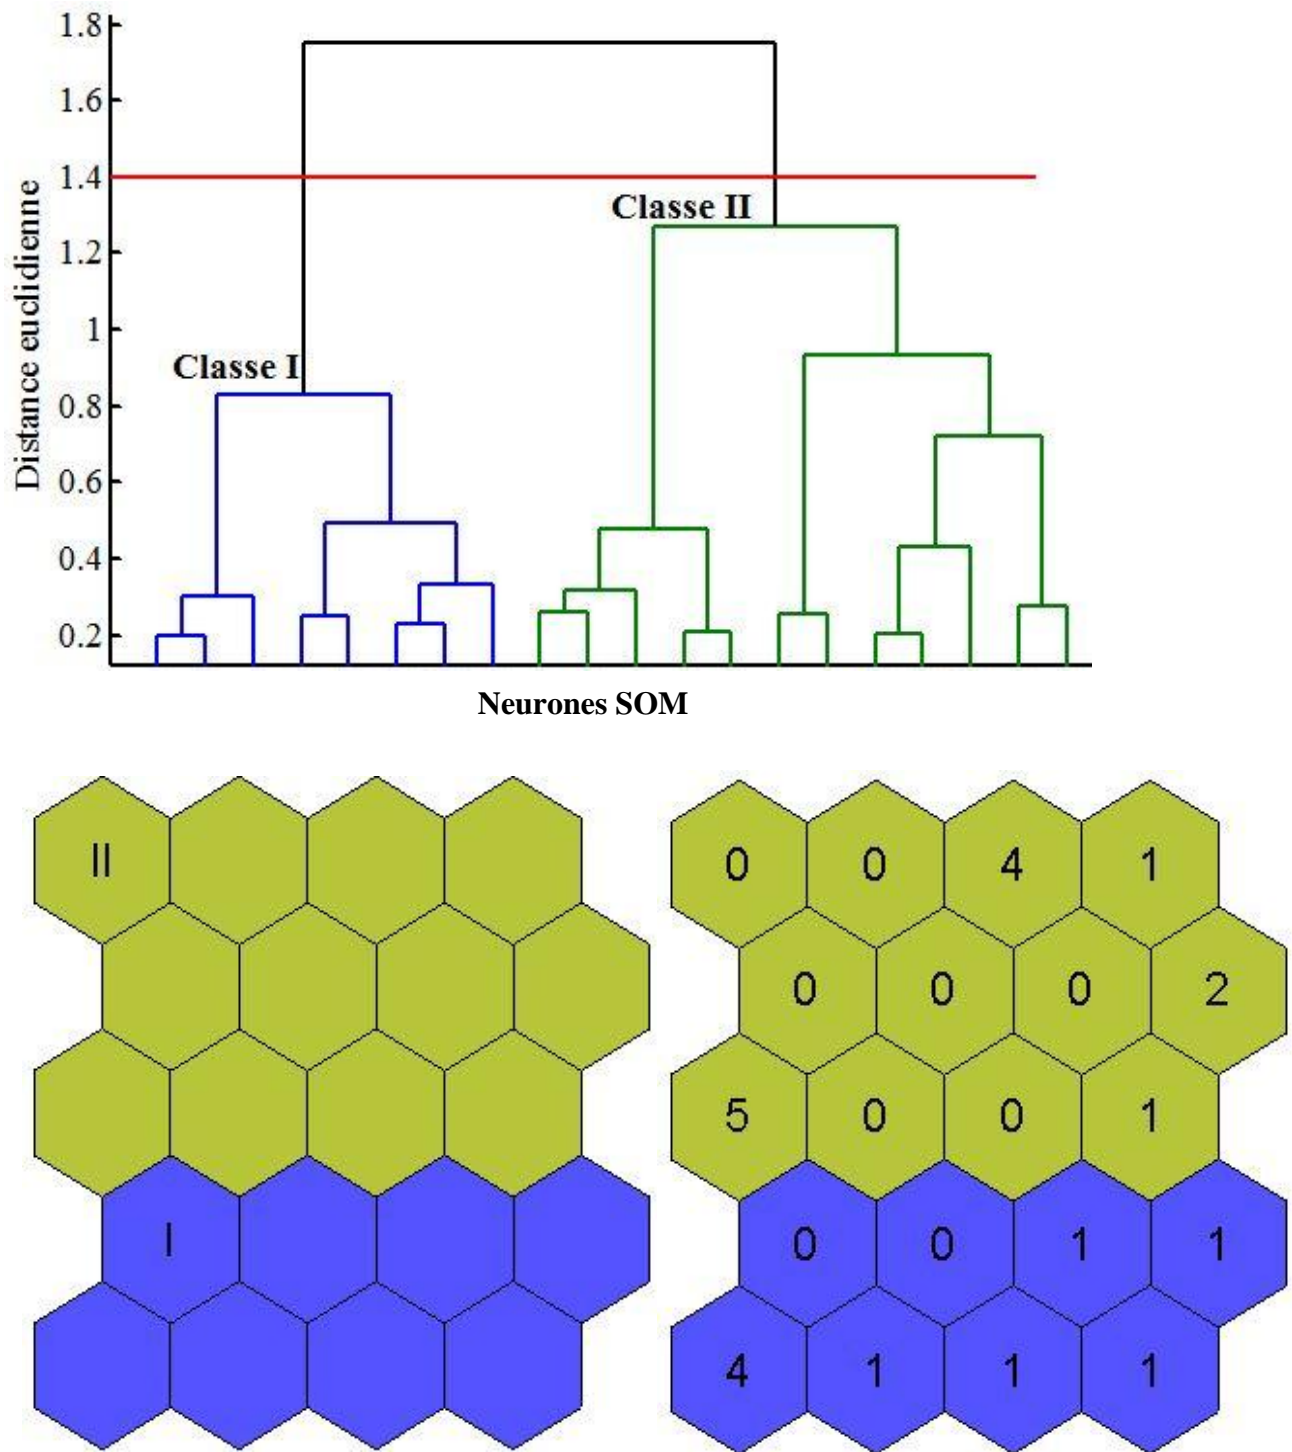 1.8
1.6
1.4
1.2
1
0.8
0.6
0.4
0.2
Distance euclidienne
Classe I
Classe II
Neurones SOM
II
I
0 0 4 1
0 0 0 2
5 0 0 1
0 0 1 1
4 1 1 1